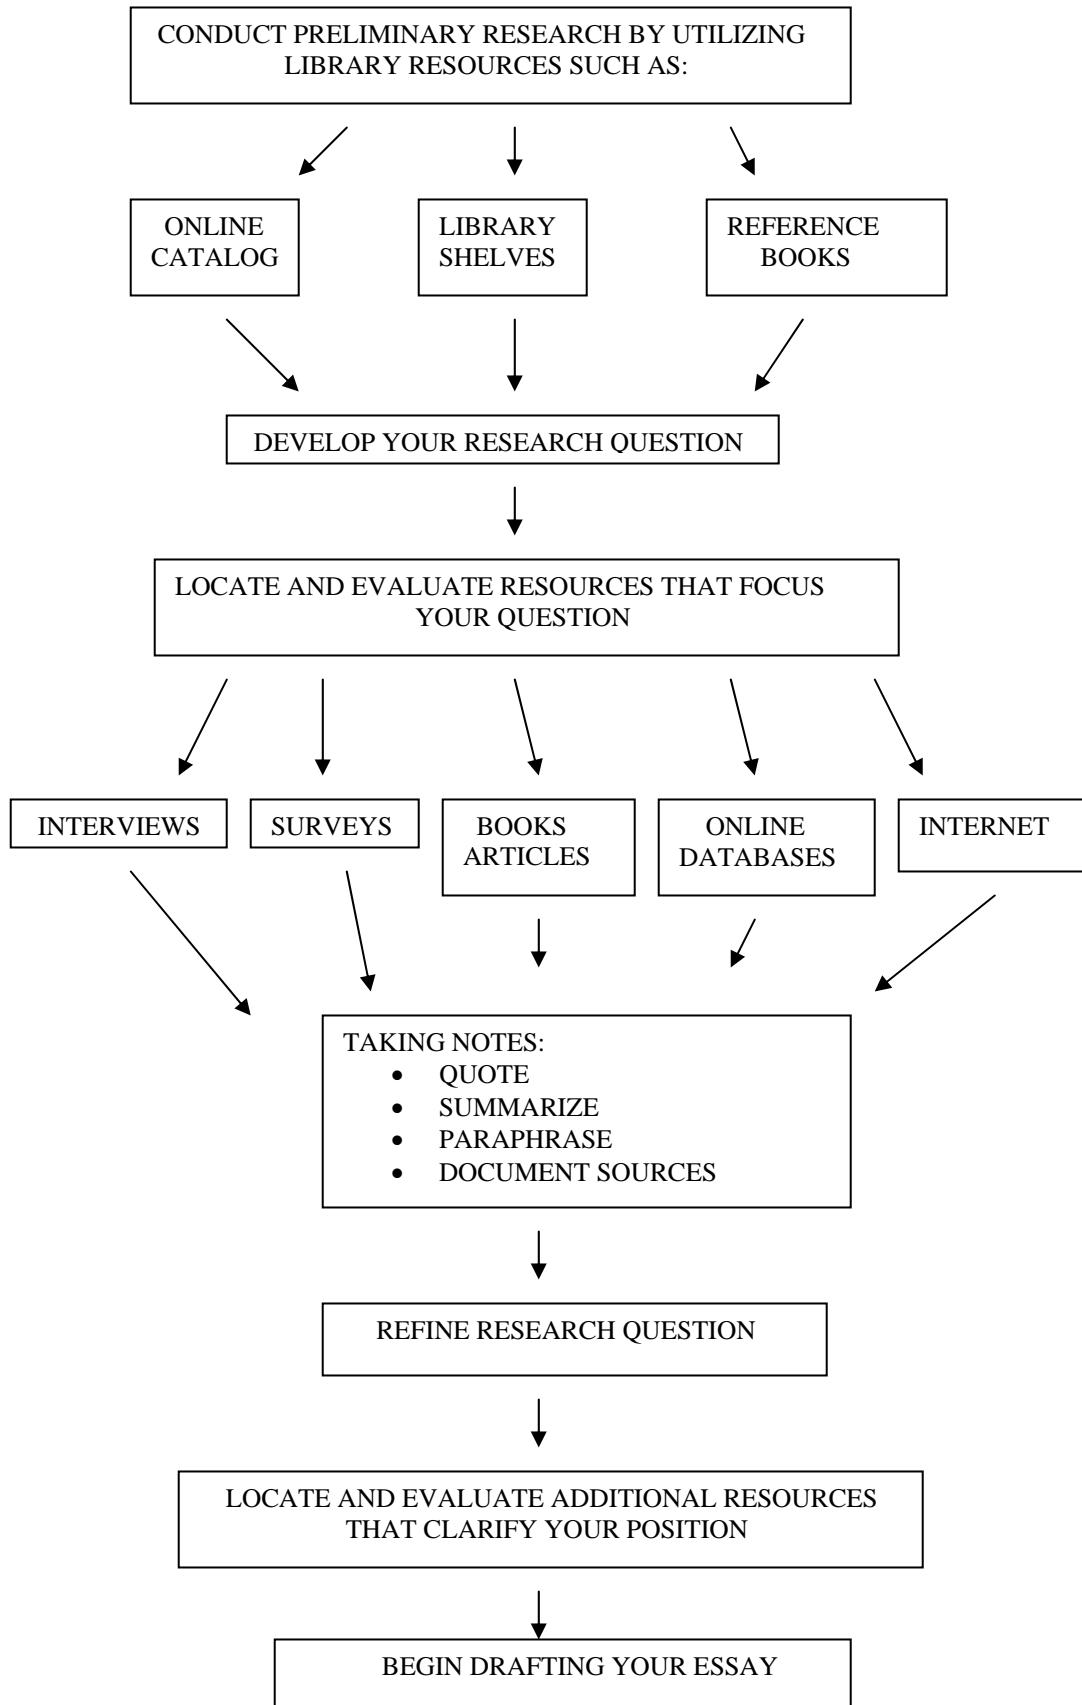 CONDUCT PRELIMINARY RESEARCH BY UTILIZING
LIBRARY RESOURCES SUCH AS:
ONLINE
CATALOG
LIBRARY
SHELVES
REFERENCE
BOOKS
DEVELOP YOUR RESEARCH QUESTION
LOCATE AND EVALUATE RESOURCES THAT FOCUS
YOUR QUESTION
INTERVIEWS
SURVEYS
BOOKS
ARTICLES
ONLINE
DATABASES
INTERNET
TAKING NOTES:
• QUOTE
• SUMMARIZE
• PARAPHRASE
• DOCUMENT SOURCES
REFINE RESEARCH QUESTION
LOCATE AND EVALUATE ADDITIONAL RESOURCES
THAT CLARIFY YOUR POSITION
BEGIN DRAFTING YOUR ESSAY